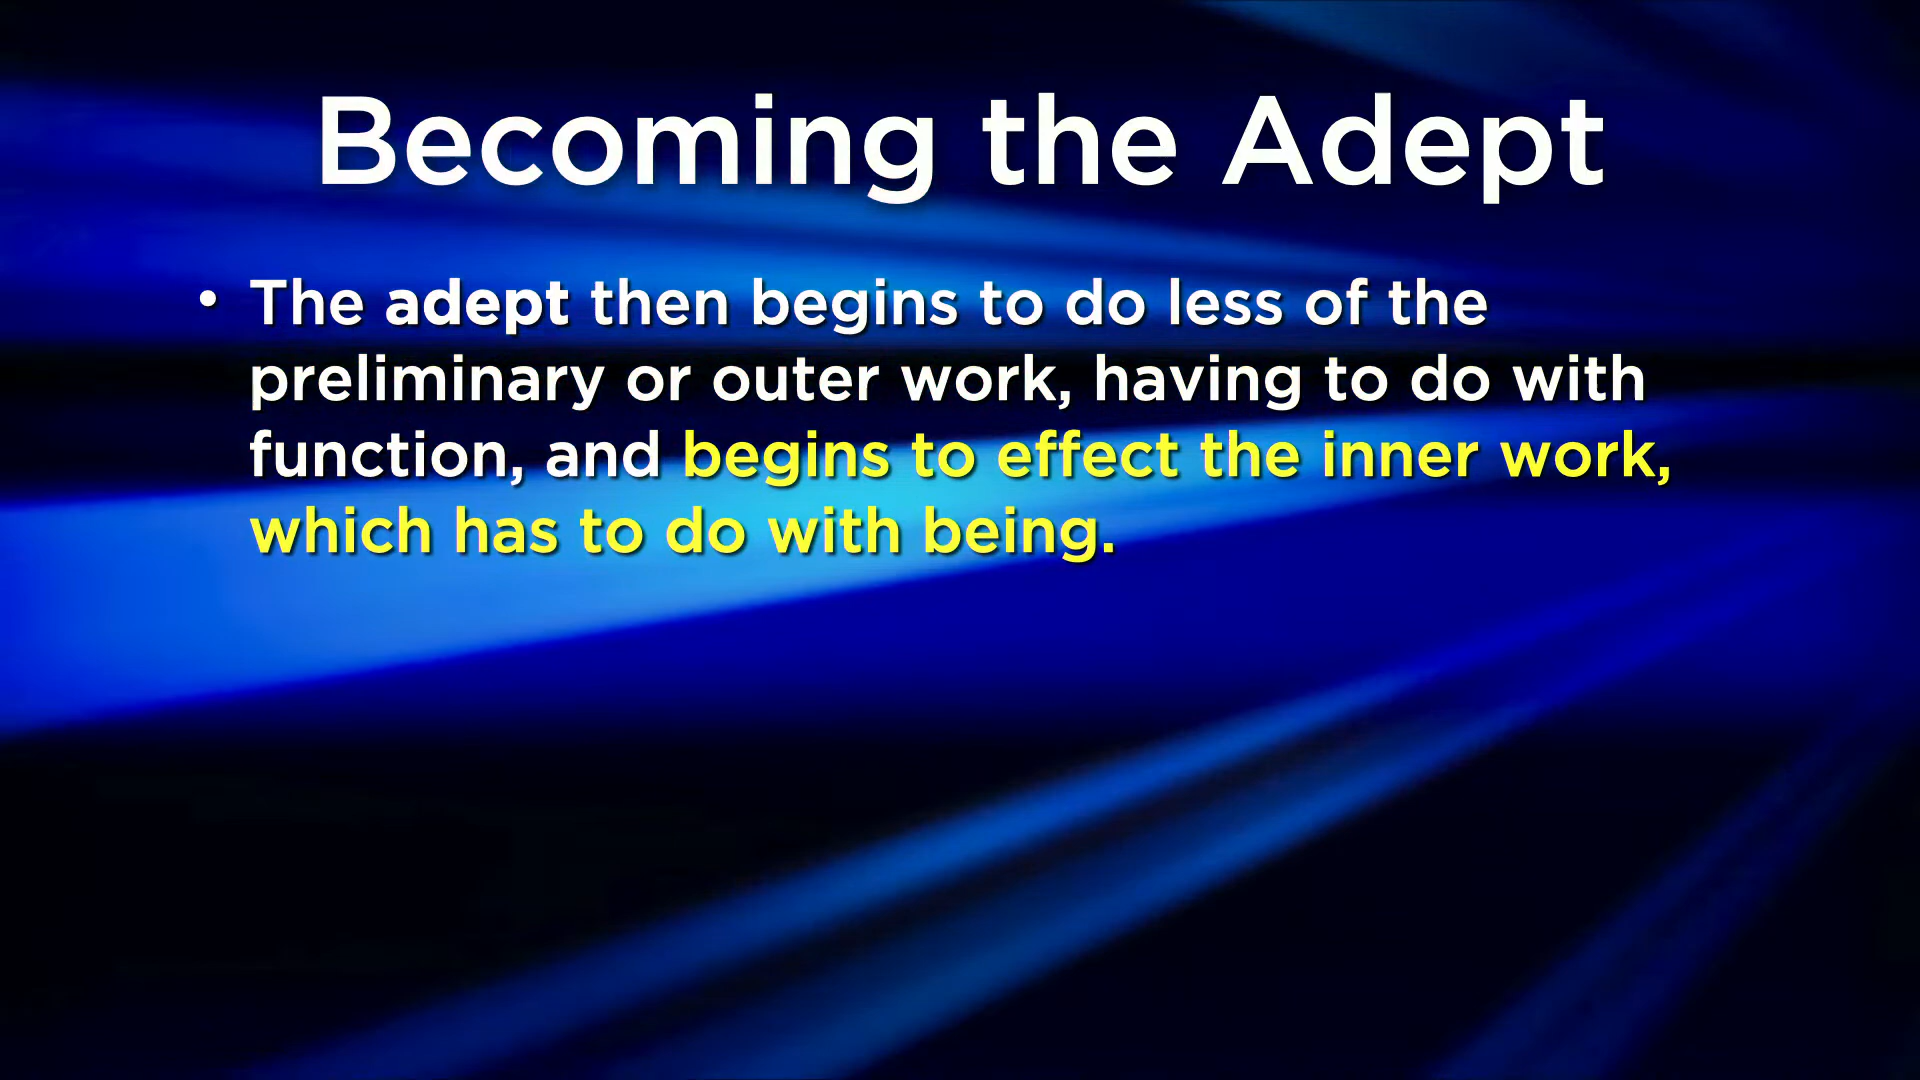 Becoming the Adept
• The adept then begins to do less of the
preliminary or outer work, having to do with
function, and begins to effect the inner work,
which has to do with being.